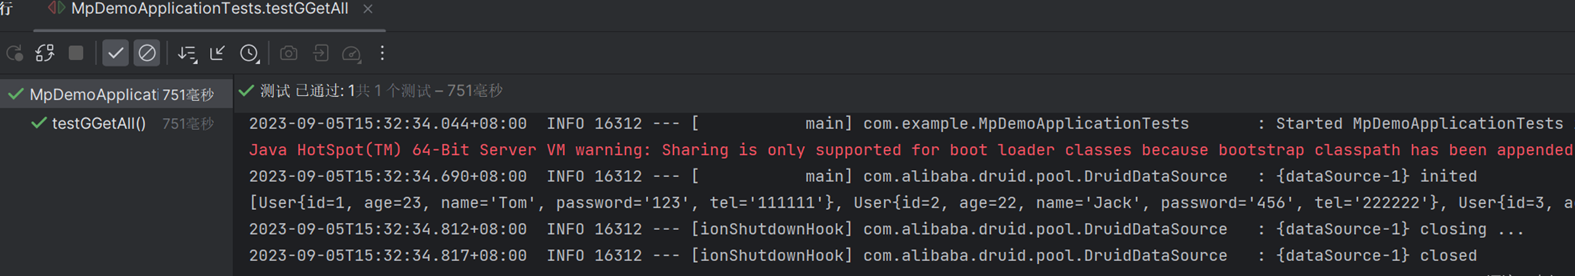 行
MpDemoApplicationTests.testGGetAll
MpDemoApplicati 751毫秒
testGGetAll() 751毫秒
测试 已通过: 1共 1 个测试 – 751毫秒
2023-09-05T15:32:34.044+08:00  INFO 16312 --- [           main] com.example.MpDemoApplicationTests       : Started MpDemoApplicationTests
Java HotSpot(TM) 64-Bit Server VM warning: Sharing is only supported for boot loader classes because bootstrap classpath has been appended
2023-09-05T15:32:34.690+08:00  INFO 16312 --- [           main] com.alibaba.druid.pool.DruidDataSource   : {dataSource-1} inited
[User{id=1, age=23, name='Tom', password='123', tel='111111'}, User{id=2, age=22, name='Jack', password='456', tel='222222'}, User{id=3, a
2023-09-05T15:32:34.812+08:00  INFO 16312 --- [ionShutdownHook] com.alibaba.druid.pool.DruidDataSource   : {dataSource-1} closing ...
2023-09-05T15:32:34.817+08:00  INFO 16312 --- [ionShutdownHook] com.alibaba.druid.pool.DruidDataSource   : {dataSource-1} closed